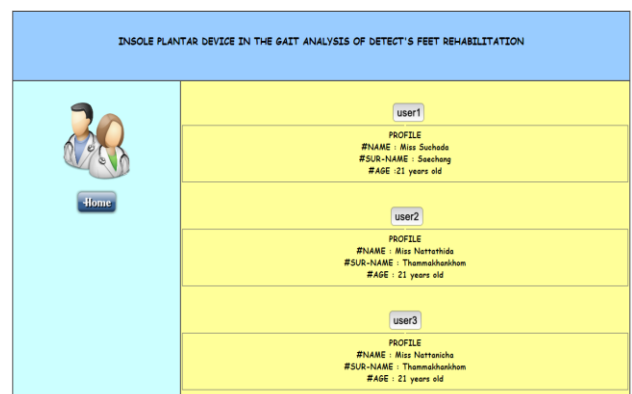 INSOLE PLANTAR DEVICE IN THE GAIT ANALYSIS OF DETECT'S FEET REHABILITATION
Home
user1
PROFILE
#NAME : Miss Suchada
#SUR-NAME : Saechang
#AGE :21 years old
user2
PROFILE
#NAME : Miss Nattathida
#SUR-NAME : Thammakhankhom
#AGE : 21 years old
user3
PROFILE
#NAME : Miss Nattanicha
#SUR-NAME : Thammakhankhom
#AGE : 21 years old